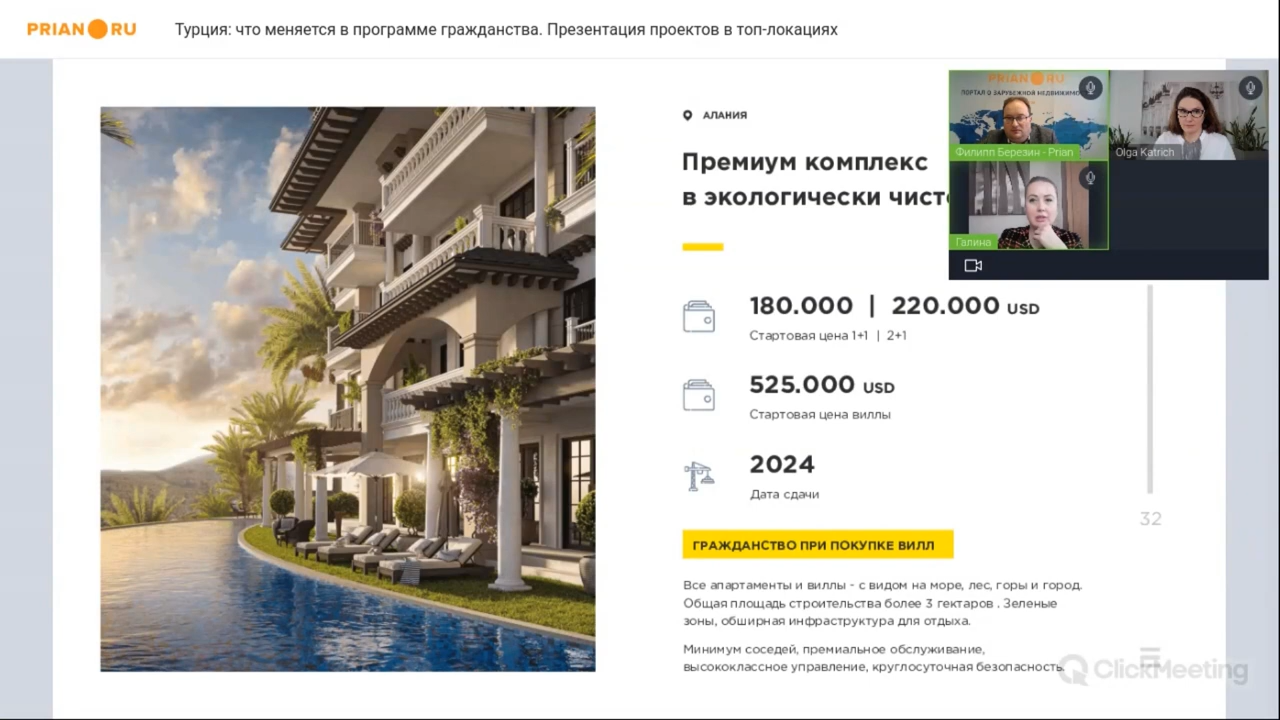 PRIAN RU
Турция: что меняется в программе гражданства. Презентация проектов в топ-локациях
PRIAN RU
ПОРТАЛ О ЗАРУБЕЖНОЙ
Филипп Березин - Prian
Olga Katrich
Галина
АЛАНИЯ
Премиум комплекс
в экологически
180.000 | 220.000 USD
Стартовая цена 1+1 | 2+1
525.000 USD
Стартовая цена виллы
2024
Дата сдачи
32
ГРАЖДАНСТВО ПРИ ПОКУПКЕ ВИЛЛ
Все апартаменты и виллы - с видом на море, лес, горы и город.
Общая площадь строительства более 3 гектаров . Зеленые
зоны, обширная инфраструктура для отдыха.
Минимум соседей, премиальное обслуживание,
высококлассное управление, круглосуточная безопасность.
ClickMeeting